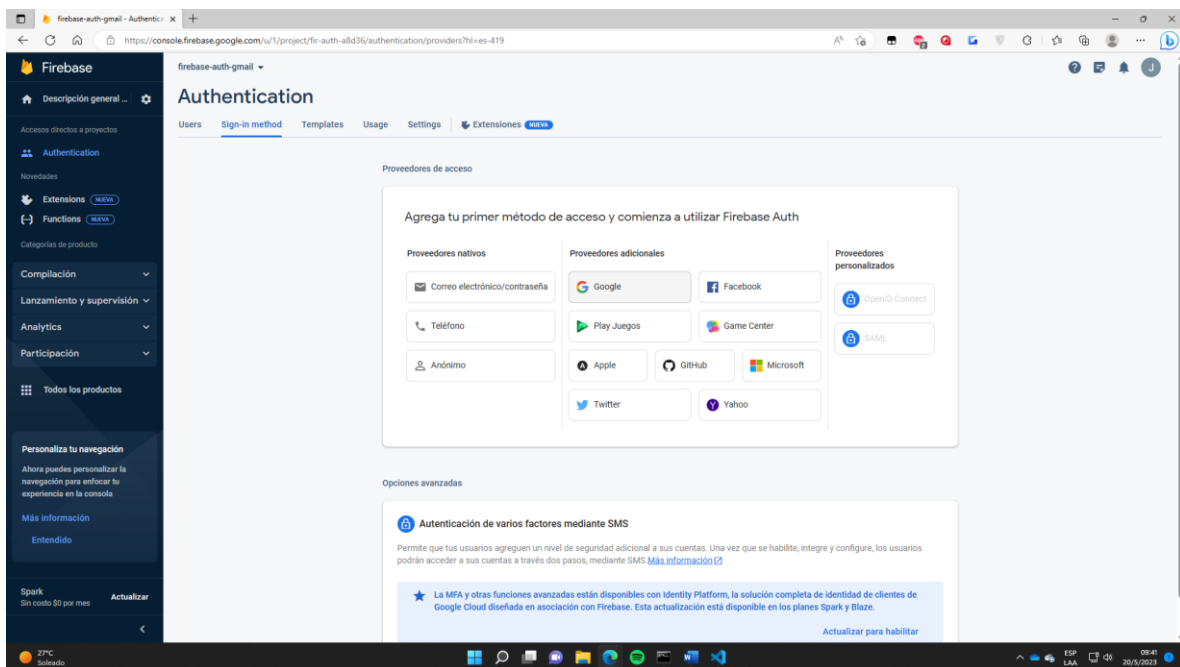 firebase-auth-gmail - Authentica
https://console.firebase.google.com/u/1/project/fir-auth-a8d36/authentication/providers?hl=es-419
Firebase
firebase-auth-gmail
J
Descripción general ...
Authentication
Users
Sign-in method
Templates
Usage
Settings
Extensiones NUEVA
Accesos directos a proyectos
Authentication
Novedades
Extensions NUEVA
Functions NUEVA
Categorías de producto
Compilación
Lanzamiento y supervisión
Analytics
Participación
Todos los productos
Personaliza tu navegación
Ahora puedes personalizar la
navegación para enfocar tu
experiencia en la consola
Más información
Entendido
Spark
Sin costo $0 por mes
Actualizar
Proveedores de acceso
Agrega tu primer método de acceso y comienza a utilizar Firebase Auth
Proveedores nativos
Correo electrónico/contraseña
Teléfono
Anónimo
Proveedores adicionales
Google
Facebook
Play Juegos
Game Center
Apple
GitHub
Microsoft
Twitter
Yahoo
Proveedores
personalizados
OpenID Connect
SAML
Opciones avanzadas
Autenticación de varios factores mediante SMS
Permite que tus usuarios agreguen un nivel de seguridad adicional a sus cuentas. Una vez que se habilite, integre y configure, los usuarios
podrán acceder a sus cuentas a través dos pasos, mediante SMS.Más información
La MFA y otras funciones avanzadas están disponibles con Identity Platform, la solución completa de identidad de clientes de
Google Cloud diseñada en asociación con Firebase. Esta actualización está disponible en los planes Spark y Blaze.
Actualizar para habilitar
27°C
Soleado
ESP
LAA
09:41
20/5/2023